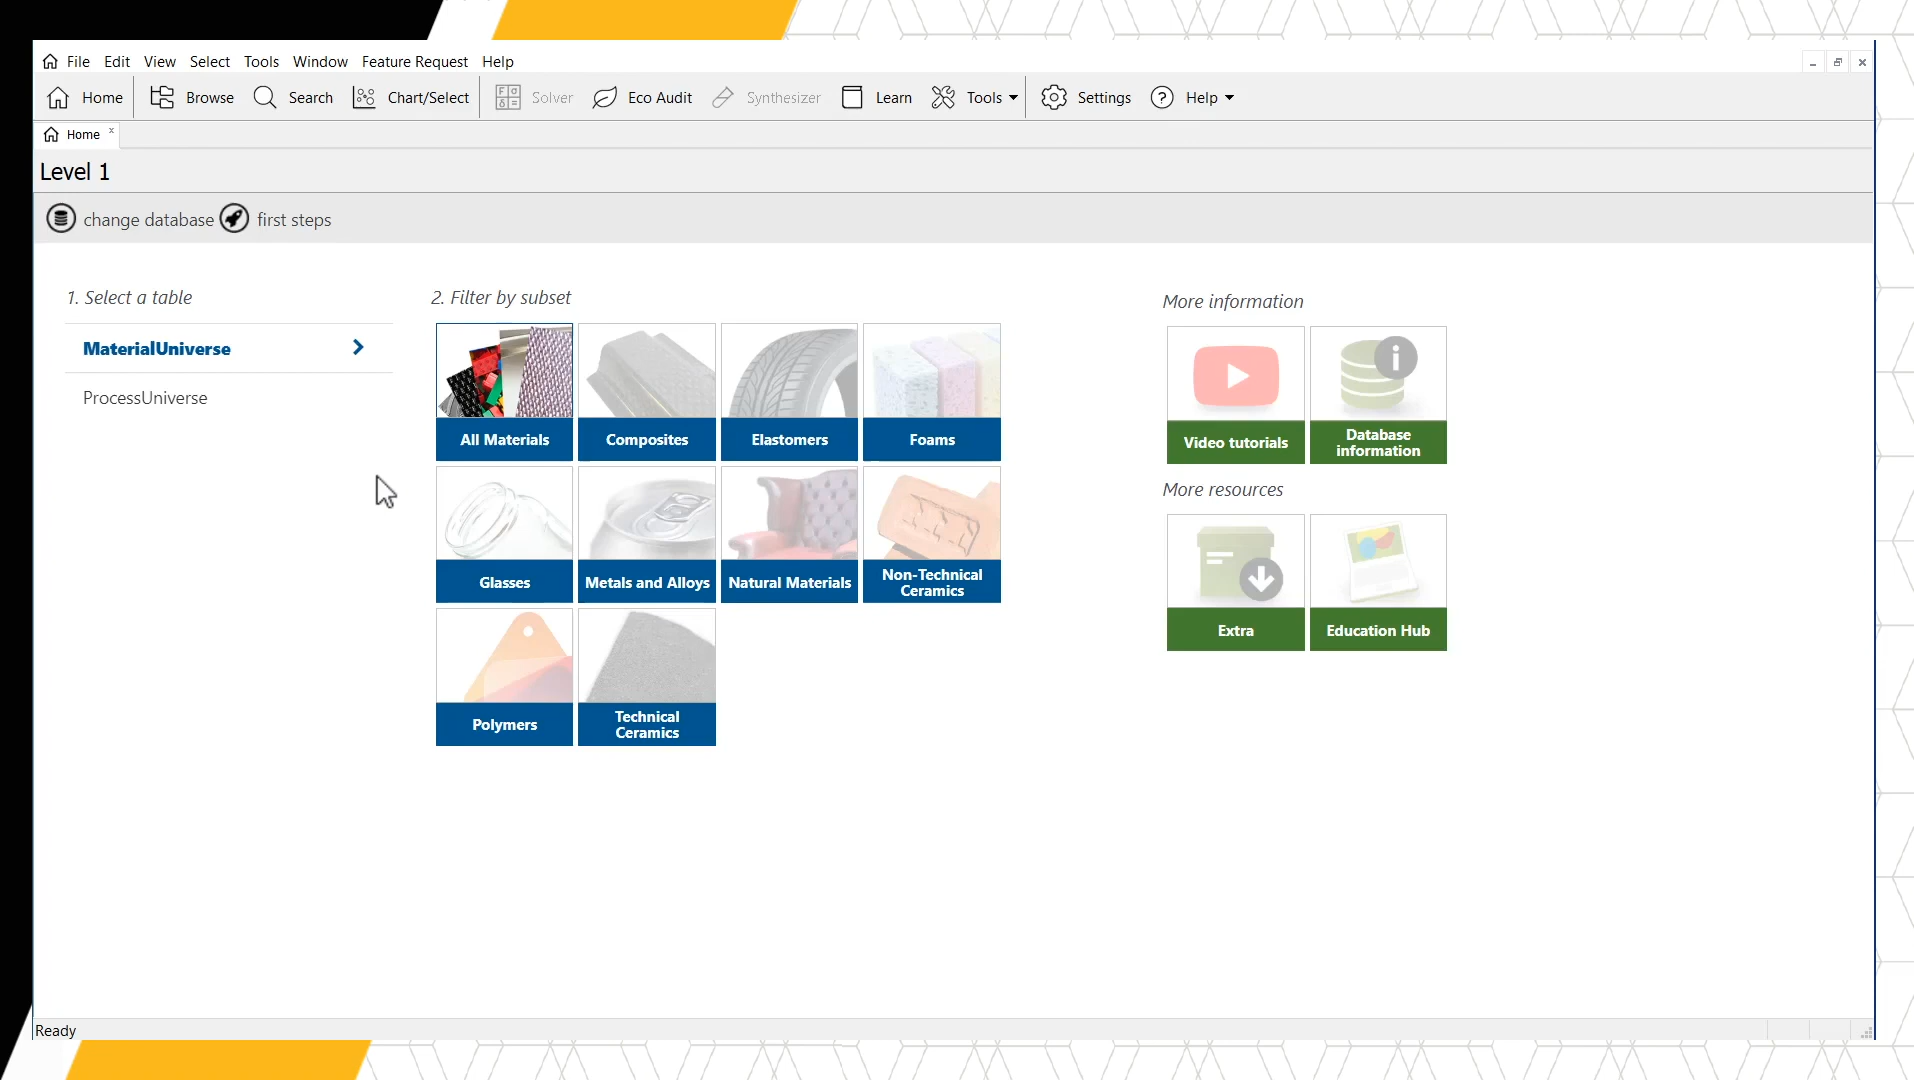 File Edit View Select Tools Window Feature Request Help
Home Browse Search Chart/Select Solver Eco Audit Synthesizer Learn Tools Settings Help
Home
Level 1
change database first steps
1. Select a table
MaterialUniverse
ProcessUniverse
2. Filter by subset
All Materials
Composites
Elastomers
Foams
Glasses
Metals and Alloys
Natural Materials
Non-Technical
Ceramics
Polymers
Technical
Ceramics
More information
Video tutorials
Database
information
More resources
Extra
Education Hub
Ready